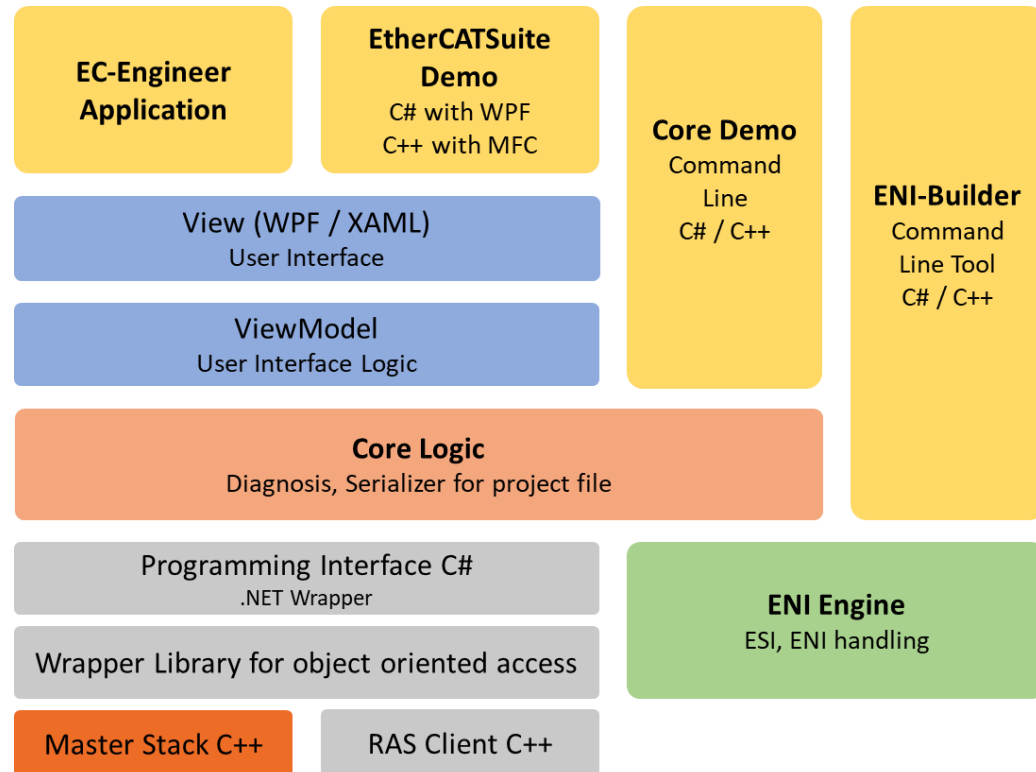 EC-Engineer
Application
EtherCATSuite
Demo
C# with WPF
C++ with MFC
Core Demo
Command
Line
C# / C++
ENI-Builder
Command
Line Tool
C# / C++
View (WPF / XAML)
User Interface
ViewModel
User Interface Logic
Core Logic
Diagnosis, Serializer for project file
Programming Interface C#
.NET Wrapper
ENI Engine
ESI, ENI handling
Wrapper Library for object oriented access
Master Stack C++
RAS Client C++